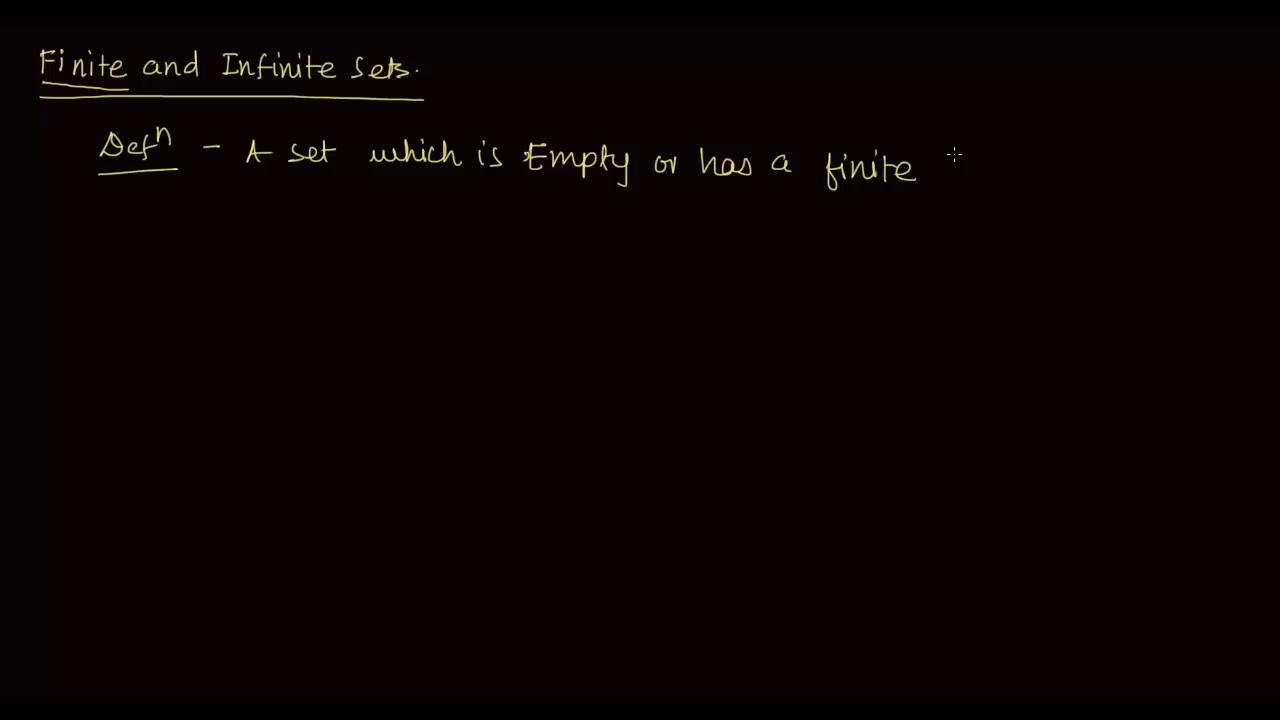 Finite and Infinite Sets.
Defⁿ - A set which is Empty or has a finite